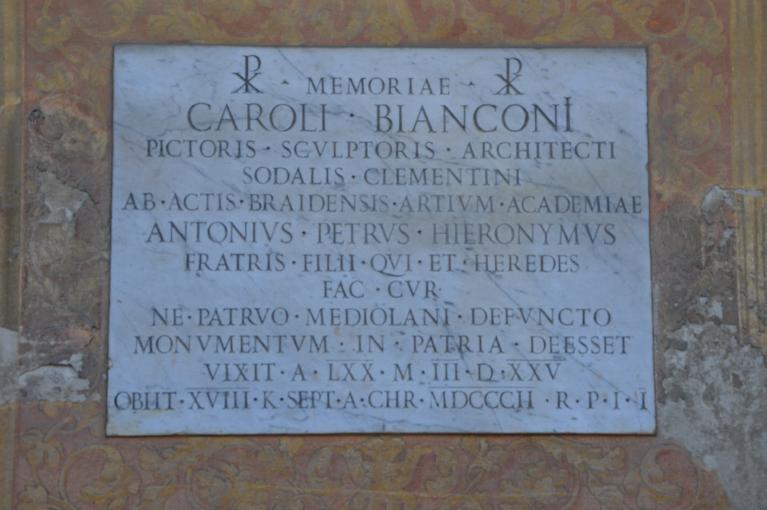 ☧ · MEMORIAE · ☧
CAROLI · BIANCONI
PICTORIS · SCVLPTORIS · ARCHITECTI
SODALIS · CLEMENTINI
AB · ACTIS · BRAIDENSIS · ARTIVM · ACADEMIAE
ANTONIVS · PETRVS · HIERONYMVS
FRATRIS · FILII · QVI · ET · HEREDES
FAC · CVR
NE · PATRVO · MEDIOLANI · DEFVNCTO
MONVMENTVM · IN · PATRIA · DEESSET
VIXIT · A · LXX · M · III · D · XXV
OBIIT · XVIII · K · SEPT · A · CHR · MDCCCII · R · P · I · I